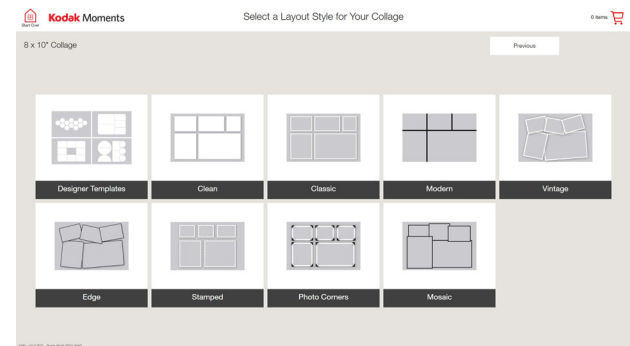 Kodak Moments
Select a Layout Style for Your Collage
0 items
Start Over
8 x 10" Collage
Previous
Designer Templates
Clean
Classic
Modern
Vintage
Edge
Stamped
Photo Corners
Mosaic